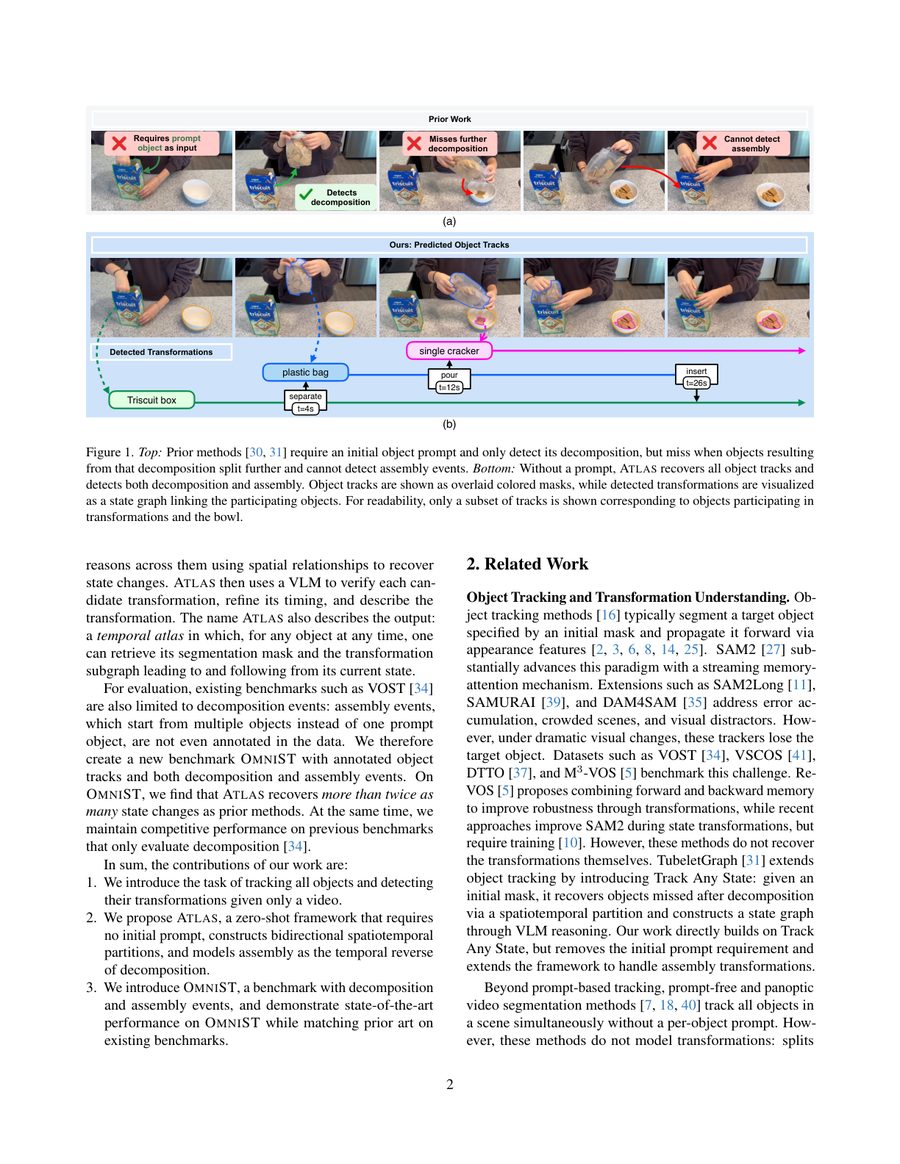 Prior Work
Requires prompt
object as input
Detects
decomposition
Misses further
decomposition
Cannot detect
assembly
triscuit
triscuit
triscuit
triscuit
triscuit
(a)
Ours: Predicted Object Tracks
triscuit
triscuit
triscuit
triscuit
triscuit
Detected Transformations
single cracker
plastic bag
pour
t=12s
insert
t=26s
Triscuit box
separate
t=4s
(b)
Figure 1. Top: Prior methods [30, 31] require an initial object prompt and only detect its decomposition, but miss when objects resulting
from that decomposition split further and cannot detect assembly events. Bottom: Without a prompt, ATLAS recovers all object tracks and
detects both decomposition and assembly. Object tracks are shown as overlaid colored masks, while detected transformations are visualized
as a state graph linking the participating objects. For readability, only a subset of tracks is shown corresponding to objects participating in
transformations and the bowl.
reasons across them using spatial relationships to recover
state changes. ATLAS then uses a VLM to verify each can-
didate transformation, refine its timing, and describe the
transformation. The name ATLAS also describes the output:
a temporal atlas in which, for any object at any time, one
can retrieve its segmentation mask and the transformation
subgraph leading to and following from its current state.
For evaluation, existing benchmarks such as VOST [34]
are also limited to decomposition events: assembly events,
which start from multiple objects instead of one prompt
object, are not even annotated in the data. We therefore
create a new benchmark OMNIST with annotated object
tracks and both decomposition and assembly events. On
OMNIST, we find that ATLAS recovers more than twice as
many state changes as prior methods. At the same time, we
maintain competitive performance on previous benchmarks
that only evaluate decomposition [34].
In sum, the contributions of our work are:
1. We introduce the task of tracking all objects and detecting
their transformations given only a video.
2. We propose ATLAS, a zero-shot framework that requires
no initial prompt, constructs bidirectional spatiotemporal
partitions, and models assembly as the temporal reverse
of decomposition.
3. We introduce OMNIST, a benchmark with decomposition
and assembly events, and demonstrate state-of-the-art
performance on OMNIST while matching prior art on
existing benchmarks.
2. Related Work
Object Tracking and Transformation Understanding. Ob-
ject tracking methods [16] typically segment a target object
specified by an initial mask and propagate it forward via
appearance features [2, 3, 6, 8, 14, 25]. SAM2 [27] sub-
stantially advances this paradigm with a streaming memory-
attention mechanism. Extensions such as SAM2Long [11],
SAMURAI [39], and DAM4SAM [35] address error ac-
cumulation, crowded scenes, and visual distractors. How-
ever, under dramatic visual changes, these trackers lose the
target object. Datasets such as VOST [34], VSCOS [41],
DTTO [37], and M³-VOS [5] benchmark this challenge. Re-
VOS [5] proposes combining forward and backward memory
to improve robustness through transformations, while recent
approaches improve SAM2 during state transformations, but
require training [10]. However, these methods do not recover
the transformations themselves. TubeletGraph [31] extends
object tracking by introducing Track Any State: given an
initial mask, it recovers objects missed after decomposition
via a spatiotemporal partition and constructs a state graph
through VLM reasoning. Our work directly builds on Track
Any State, but removes the initial prompt requirement and
extends the framework to handle assembly transformations.
Beyond prompt-based tracking, prompt-free and panoptic
video segmentation methods [7, 18, 40] track all objects in
a scene simultaneously without a per-object prompt. How-
ever, these methods do not model transformations: splits
2